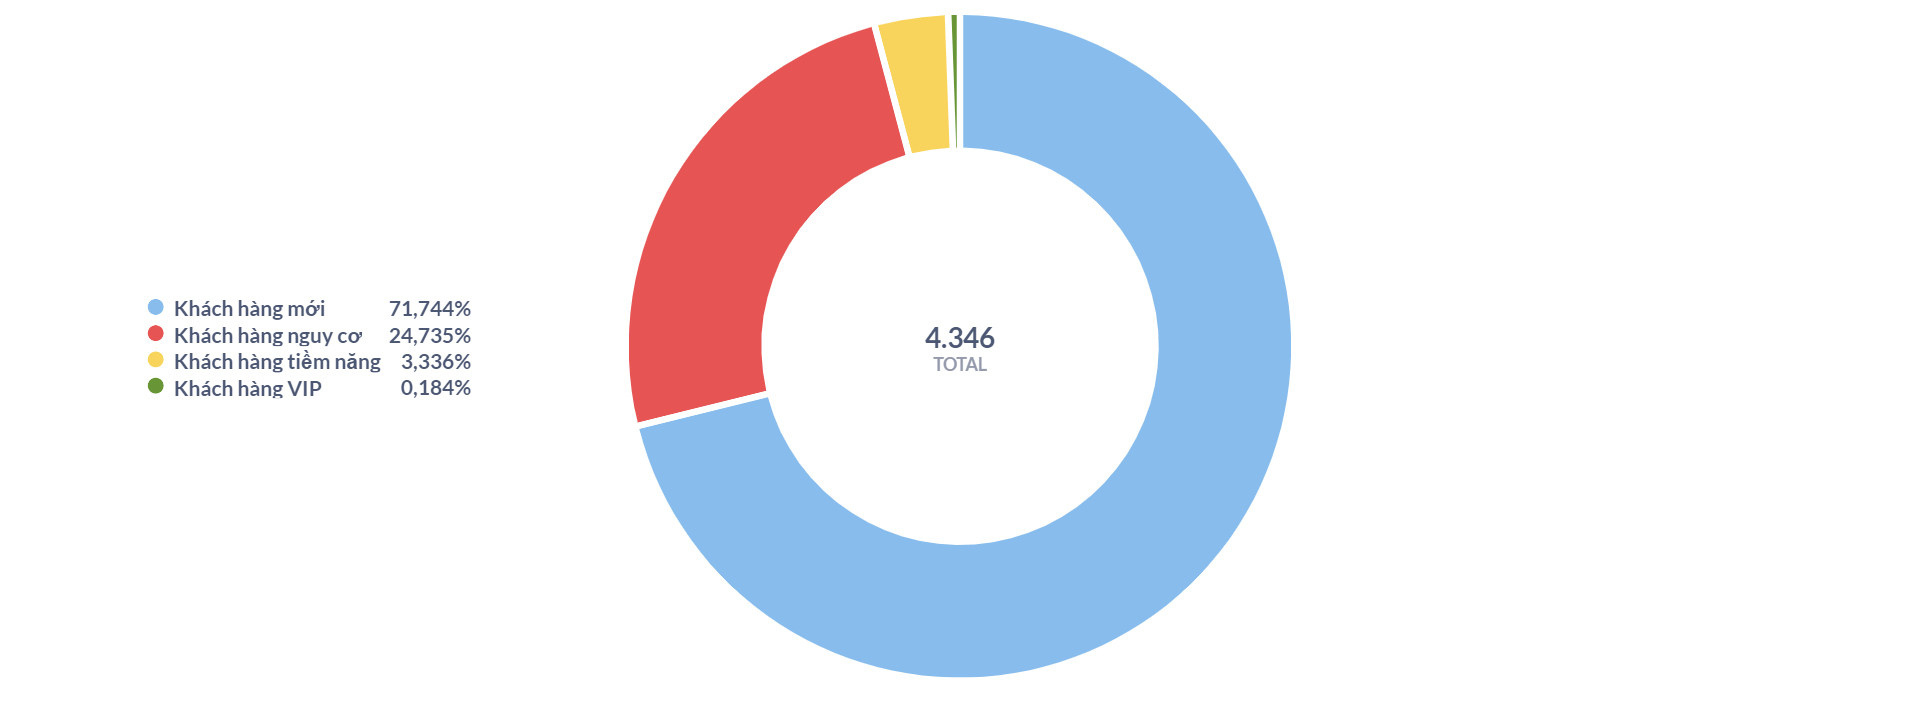 Khách hàng mới 71,744%
Khách hàng nguy cơ 24,735%
Khách hàng tiềm năng 3,336%
Khách hàng VIP 0,184%
4.346
TOTAL